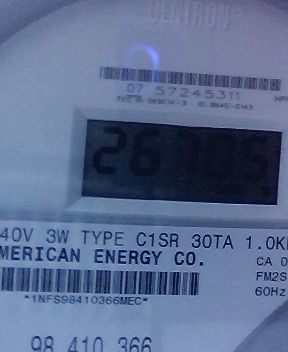 CENTRON
07 57245311
26785
40V 3W TYPE C1SR 30TA 1.0K
MERICAN ENERGY CO.
CA 0
FM2S
60Hz
*1NFS98410366MEC*
98 410 366